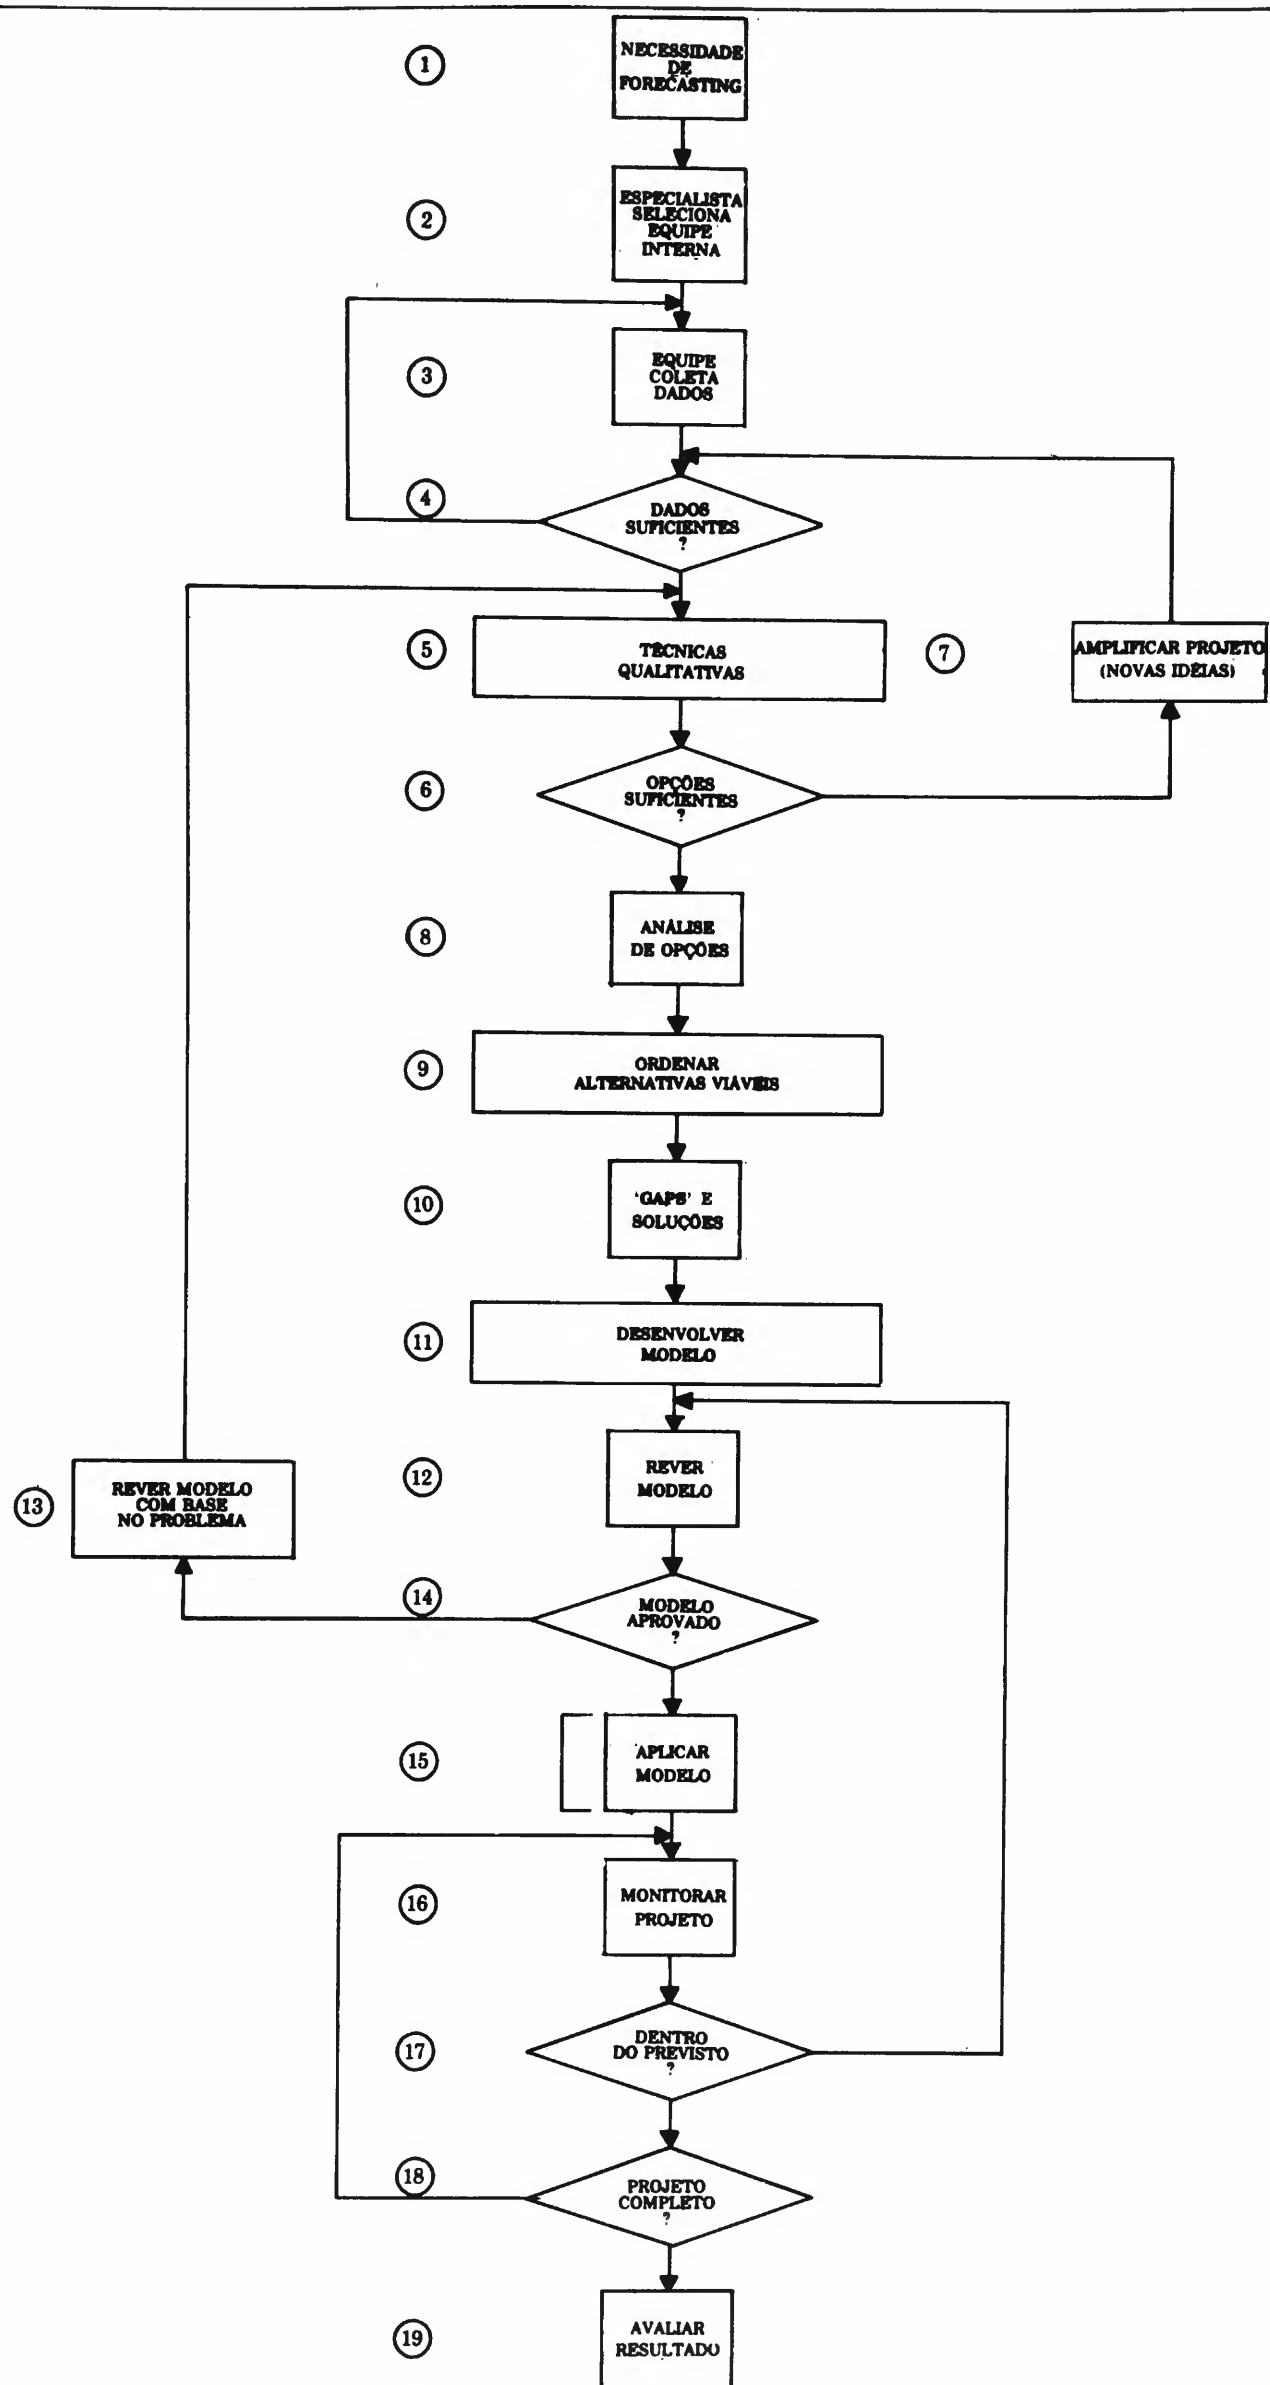 1
NECESSIDADE
DE
FORECASTING
2
ESPECIALISTA
SELECIONA
EQUIPE
INTERNA
3
EQUIPE
COLETA
DADOS
4
DADOS
SUFICIENTES
?
5
TÉCNICAS
QUALITATIVAS
7
AMPLIFICAR PROJETO
(NOVAS IDÉIAS)
6
OPÇÕES
SUFICIENTES
?
8
ANÁLISE
DE OPÇÕES
9
ORDENAR
ALTERNATIVAS VIÁVEIS
10
'GAPS' E
SOLUÇÕES
11
DESENVOLVER
MODELO
12
REVER
MODELO
13
REVER MODELO
COM BASE
NO PROBLEMA
14
MODELO
APROVADO
?
15
APLICAR
MODELO
16
MONITORAR
PROJETO
17
DENTRO
DO PREVISTO
?
18
PROJETO
COMPLETO
?
19
AVALIAR
RESULTADO